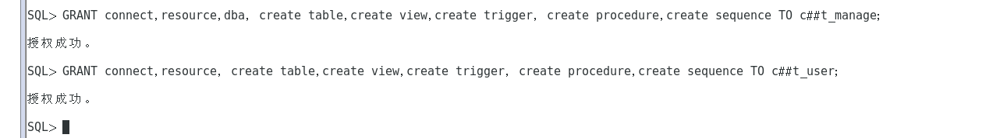 SQL> GRANT connect,resource,dba, create table,create view,create trigger, create procedure,create sequence TO c##t_manage;
授权成功。
SQL> GRANT connect,resource, create table,create view,create trigger, create procedure,create sequence TO c##t_user;
授权成功。
SQL>